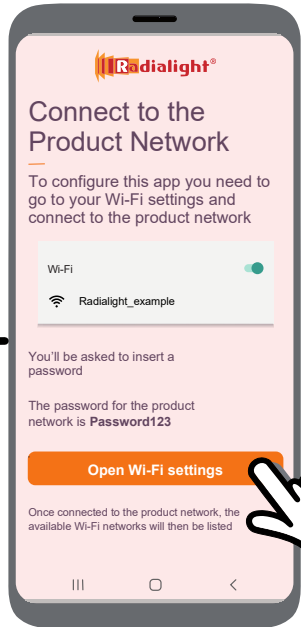 Radialight®
Connect to the
Product Network
To configure this app you need to
go to your Wi-Fi settings and
connect to the product network
Wi-Fi
Radialight_example
You'll be asked to insert a
password
The password for the product
network is Password123
Open Wi-Fi settings
Once connected to the product network, the
available Wi-Fi networks will then be listed